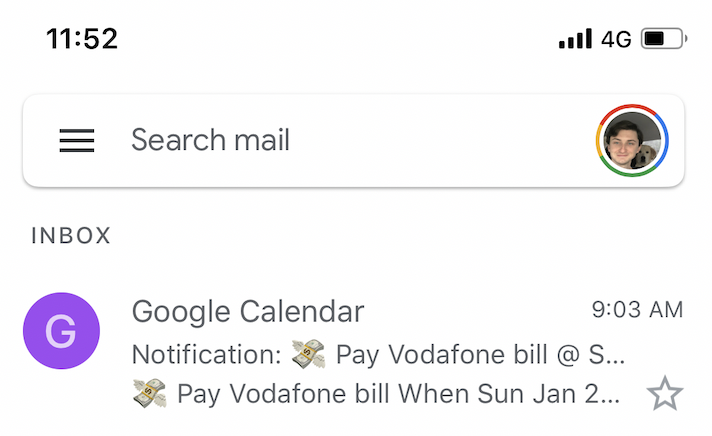 11:52 4G
Search mail
INBOX
G
Google Calendar 9:03 AM
Notification: 💸 Pay Vodafone bill @ S...
💸 Pay Vodafone bill When Sun Jan 2...